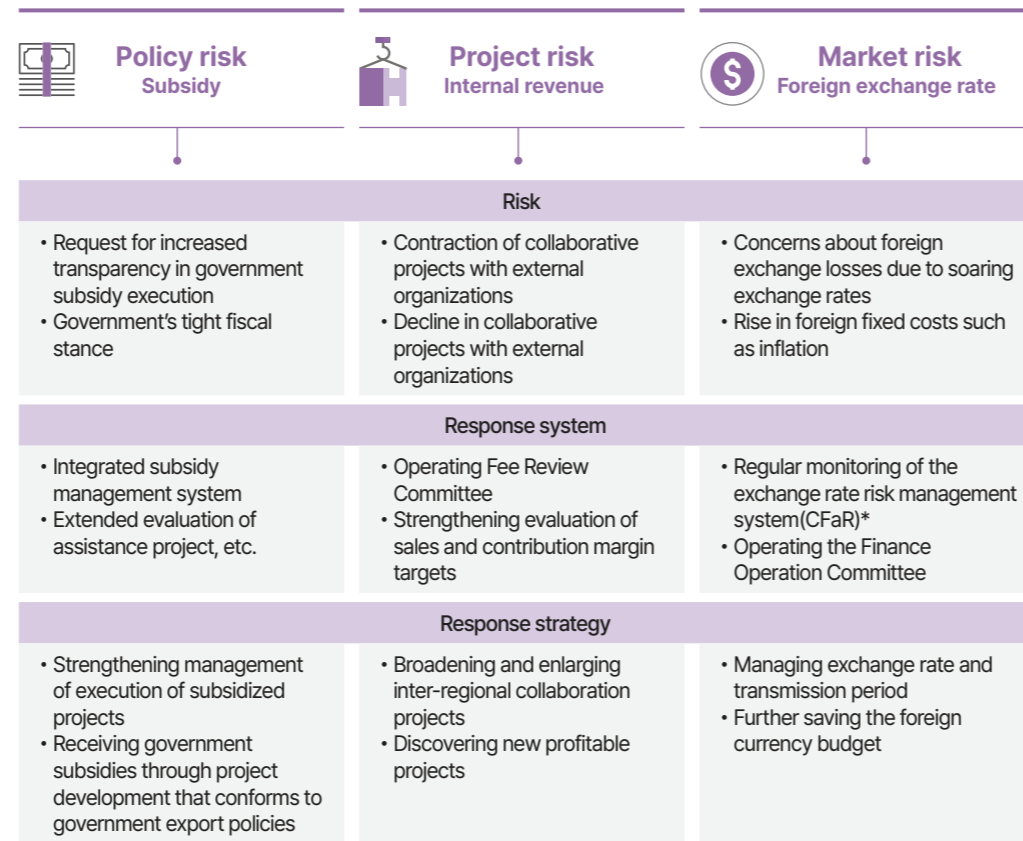 Policy risk
Subsidy
Project risk
Internal revenue
Market risk
Foreign exchange rate
Risk
• Request for increased
transparency in government
subsidy execution
• Government’s tight fiscal
stance
• Contraction of collaborative
projects with external
organizations
• Decline in collaborative
projects with external
organizations
• Concerns about foreign
exchange losses due to soaring
exchange rates
• Rise in foreign fixed costs such
as inflation
Response system
• Integrated subsidy
management system
• Extended evaluation of
assistance project, etc.
• Operating Fee Review
Committee
• Strengthening evaluation of
sales and contribution margin
targets
• Regular monitoring of the
exchange rate risk management
system(CFaR)*
• Operating the Finance
Operation Committee
Response strategy
• Strengthening management
of execution of subsidized
projects
• Receiving government
subsidies through project
development that conforms to
government export policies
• Broadening and enlarging
inter-regional collaboration
projects
• Discovering new profitable
projects
• Managing exchange rate and
transmission period
• Further saving the foreign
currency budget